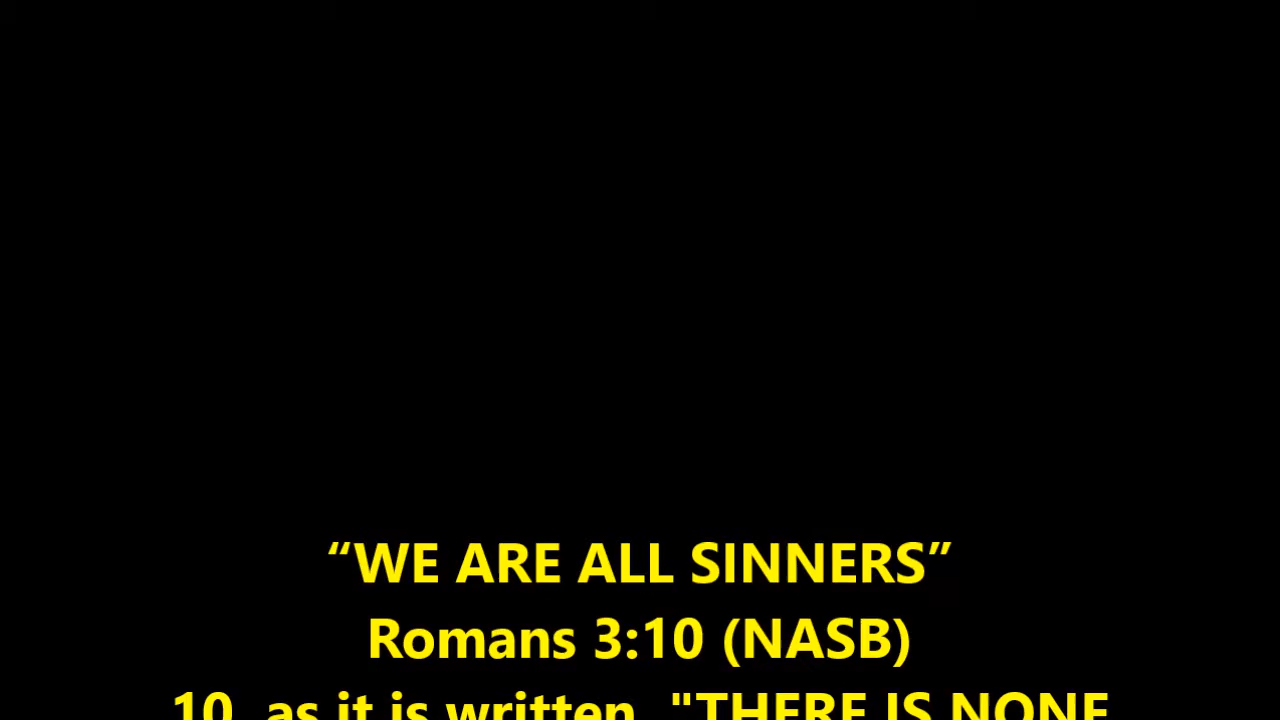 “WE ARE ALL SINNERS”
Romans 3:10 (NASB)
10  as it is written, "THERE IS NONE